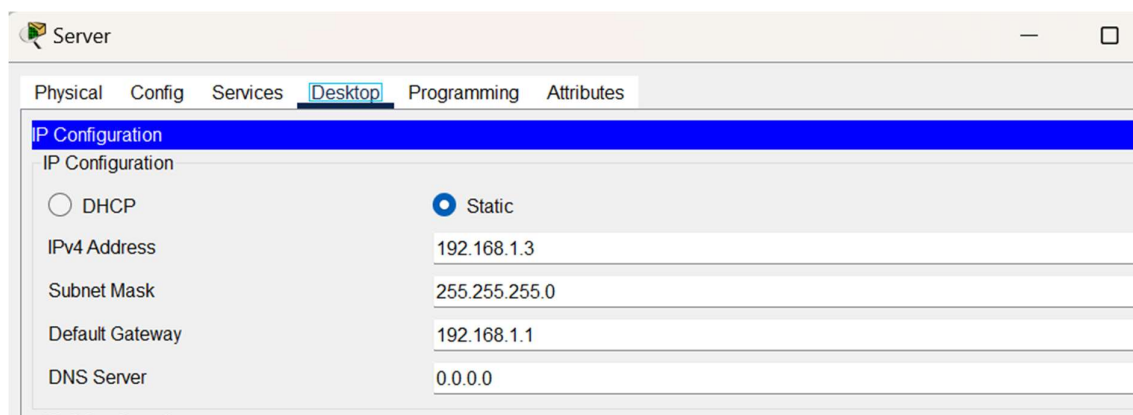 Server
Physical Config Services Desktop Programming Attributes
IP Configuration
IP Configuration
DHCP Static
IPv4 Address 192.168.1.3
Subnet Mask 255.255.255.0
Default Gateway 192.168.1.1
DNS Server 0.0.0.0